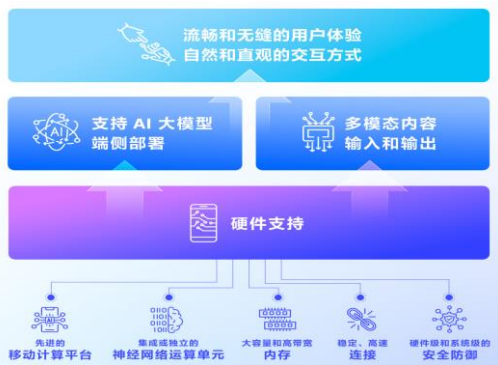 流畅和无缝的用户体验
自然和直观的交互方式
AI
支持 AI 大模型
端侧部署
多模态内容
输入和输出
硬件支持
AI
先进的
移动计算平台
集成或独立的
神经网络运算单元
大容量和高带宽
内存
稳定、高速
连接
硬件级和系统级的
安全防御